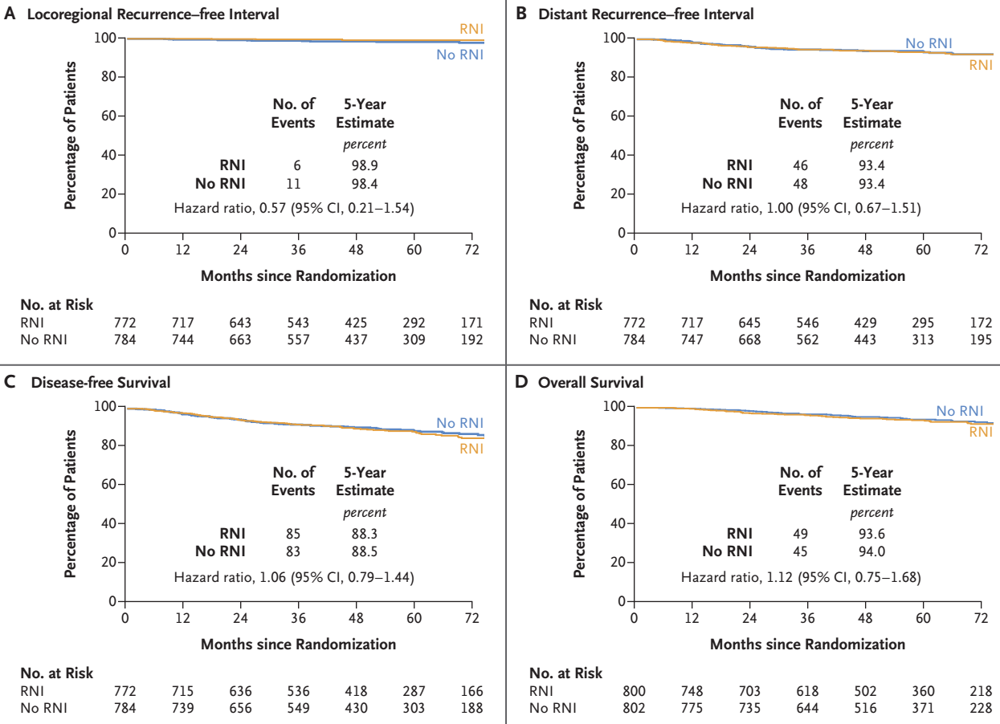 A Locoregional Recurrence–free Interval
100
80
60
40
20
0
Percentage of Patients
RNI
No RNI
No. of Events
5-Year Estimate
percent
RNI 6 98.9
No RNI 11 98.4
Hazard ratio, 0.57 (95% CI, 0.21–1.54)
0 12 24 36 48 60 72
Months since Randomization
No. at Risk
RNI 772 717 643 543 425 292 171
No RNI 784 744 663 557 437 309 192
B Distant Recurrence–free Interval
100
80
60
40
20
0
Percentage of Patients
No RNI
RNI
No. of Events
5-Year Estimate
percent
RNI 46 93.4
No RNI 48 93.4
Hazard ratio, 1.00 (95% CI, 0.67–1.51)
0 12 24 36 48 60 72
Months since Randomization
No. at Risk
RNI 772 717 645 546 429 295 172
No RNI 784 747 668 562 443 313 195
C Disease-free Survival
100
80
60
40
20
0
Percentage of Patients
No RNI
RNI
No. of Events
5-Year Estimate
percent
RNI 85 88.3
No RNI 83 88.5
Hazard ratio, 1.06 (95% CI, 0.79–1.44)
0 12 24 36 48 60 72
Months since Randomization
No. at Risk
RNI 772 715 636 536 418 287 166
No RNI 784 739 656 549 430 303 188
D Overall Survival
100
80
60
40
20
0
Percentage of Patients
No RNI
RNI
No. of Events
5-Year Estimate
percent
RNI 49 93.6
No RNI 45 94.0
Hazard ratio, 1.12 (95% CI, 0.75–1.68)
0 12 24 36 48 60 72
Months since Randomization
No. at Risk
RNI 800 748 703 618 502 360 218
No RNI 802 775 735 644 516 371 228